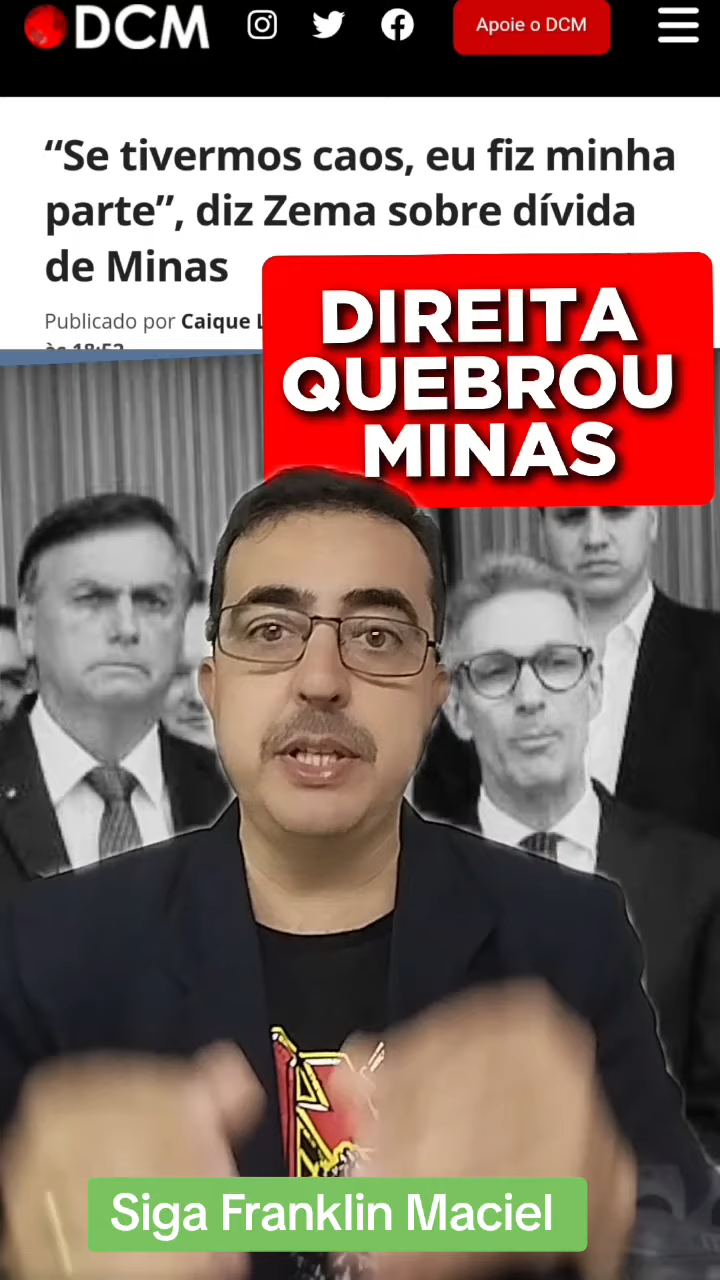 DCM
Apoie o DCM
“Se tivermos caos, eu fiz minha
parte”, diz Zema sobre dívida
de Minas
Publicado por Caique
DIREITA
QUEBROU
MINAS
Siga Franklin Maciel